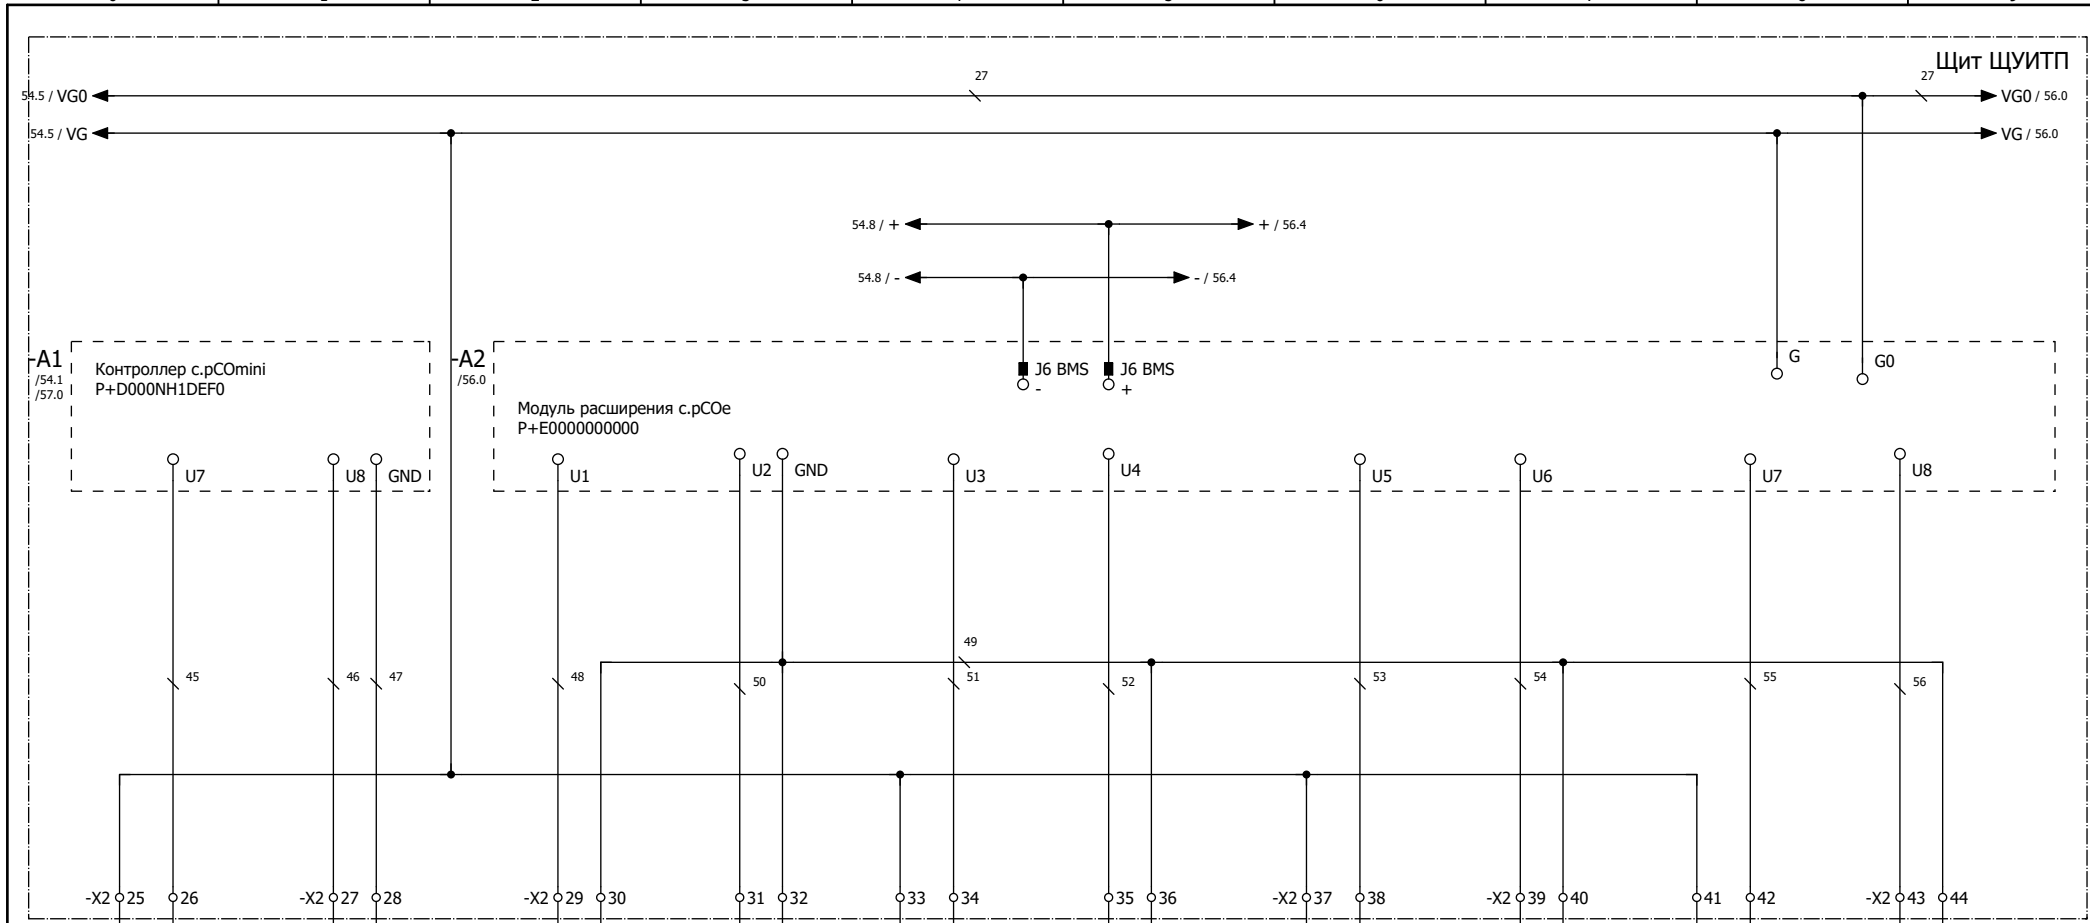 Щит ЩУИТП
27
27
54.5 / VG0
VG0 / 56.0
54.5 / VG
VG / 56.0
54.8 / +
+ / 56.4
54.8 / -
- / 56.4
-A1
/54.1
/57.0
Контроллер c.pCOmini
P+D000NH1DEF0
-A2
/56.0
Модуль расширения c.pCOe
P+E0000000000
J6 BMS
-
J6 BMS
+
G
G0
U7
U8
GND
U1
U2
GND
U3
U4
U5
U6
U7
U8
49
45
46
47
48
50
51
52
53
54
55
56
-X2
25
26
-X2
27
28
-X2
29
30
31
32
33
34
35
36
-X2
37
38
-X2
39
40
41
42
-X2
43
44